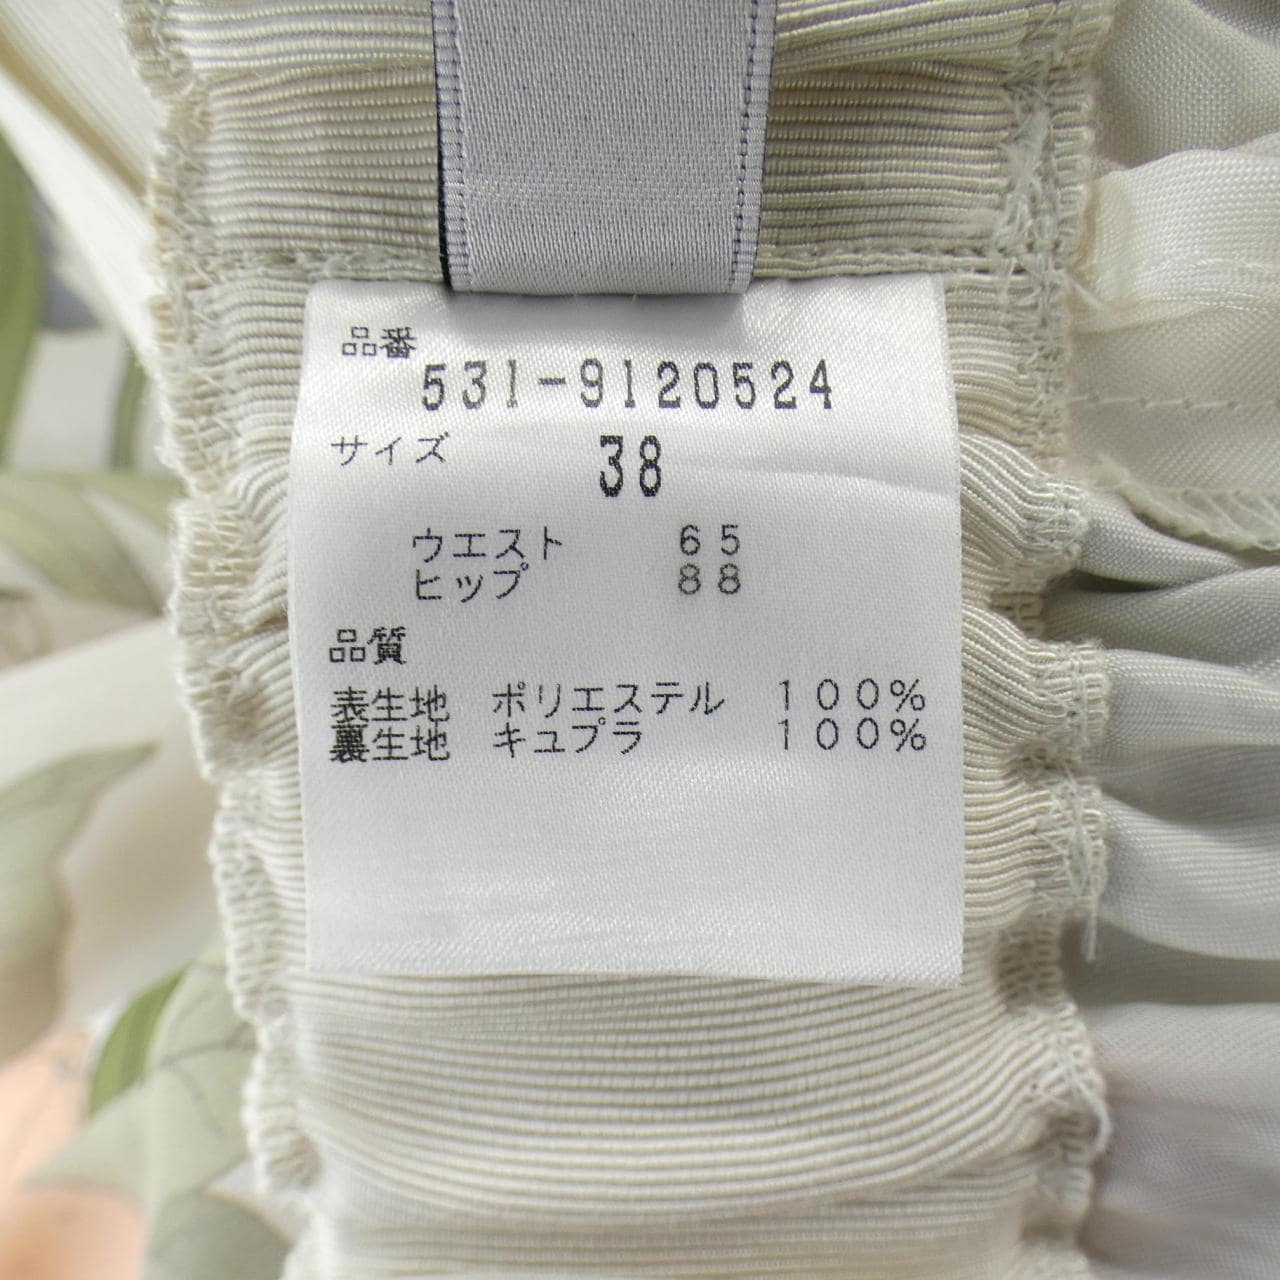 品番
531-9120524
サイズ 38
ウエスト 65
ヒップ 88
品質
表生地 ポリエステル 100%
裏生地 キュプラ 100%